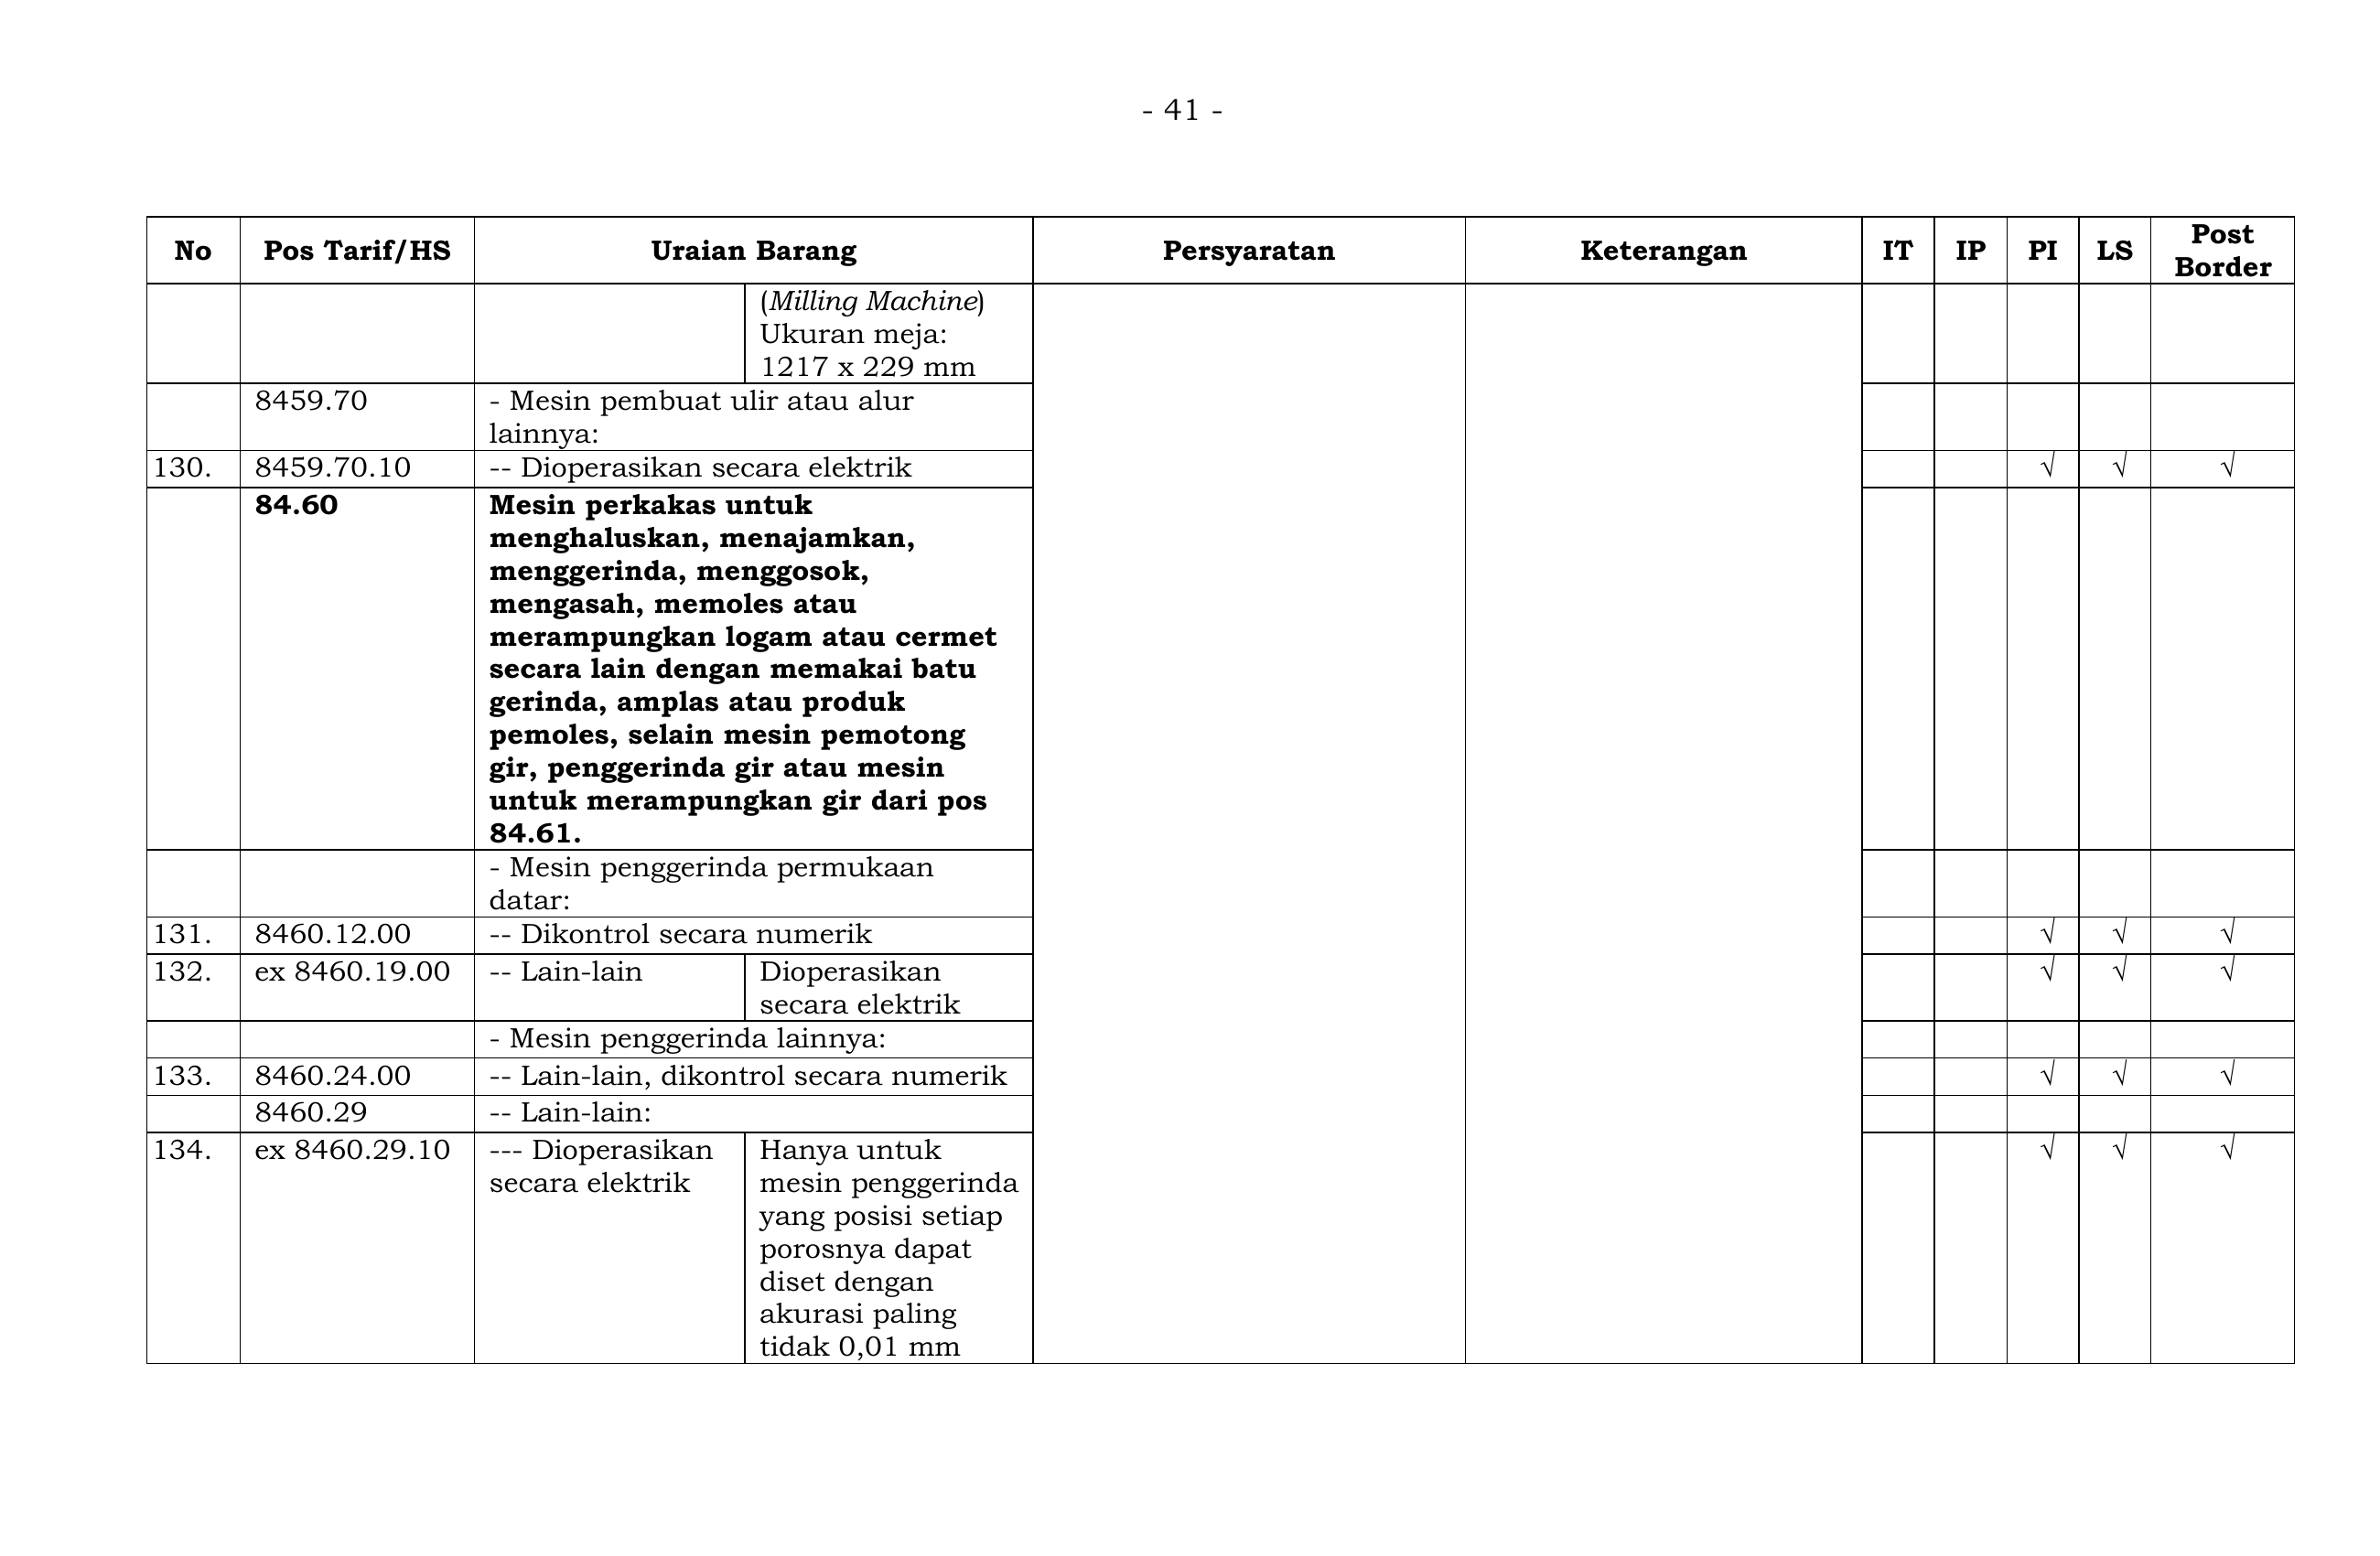 - 41 -
No Pos Tarif/HS Uraian Barang Persyaratan Keterangan IT IP PI LS Post Border
(Milling Machine)
Ukuran meja:
1217 x 229 mm
8459.70 - Mesin pembuat ulir atau alur
lainnya:
130. 8459.70.10 -- Dioperasikan secara elektrik √ √ √
84.60 Mesin perkakas untuk
menghaluskan, menajamkan,
menggerinda, menggosok,
mengasah, memoles atau
merampungkan logam atau cermet
secara lain dengan memakai batu
gerinda, amplas atau produk
pemoles, selain mesin pemotong
gir, penggerinda gir atau mesin
untuk merampungkan gir dari pos
84.61.
- Mesin penggerinda permukaan
datar:
131. 8460.12.00 -- Dikontrol secara numerik √ √ √
132. ex 8460.19.00 -- Lain-lain Dioperasikan √ √ √
secara elektrik
- Mesin penggerinda lainnya:
133. 8460.24.00 -- Lain-lain, dikontrol secara numerik √ √ √
8460.29 -- Lain-lain:
134. ex 8460.29.10 --- Dioperasikan Hanya untuk √ √ √
secara elektrik mesin penggerinda
yang posisi setiap
porosnya dapat
diset dengan
akurasi paling
tidak 0,01 mm